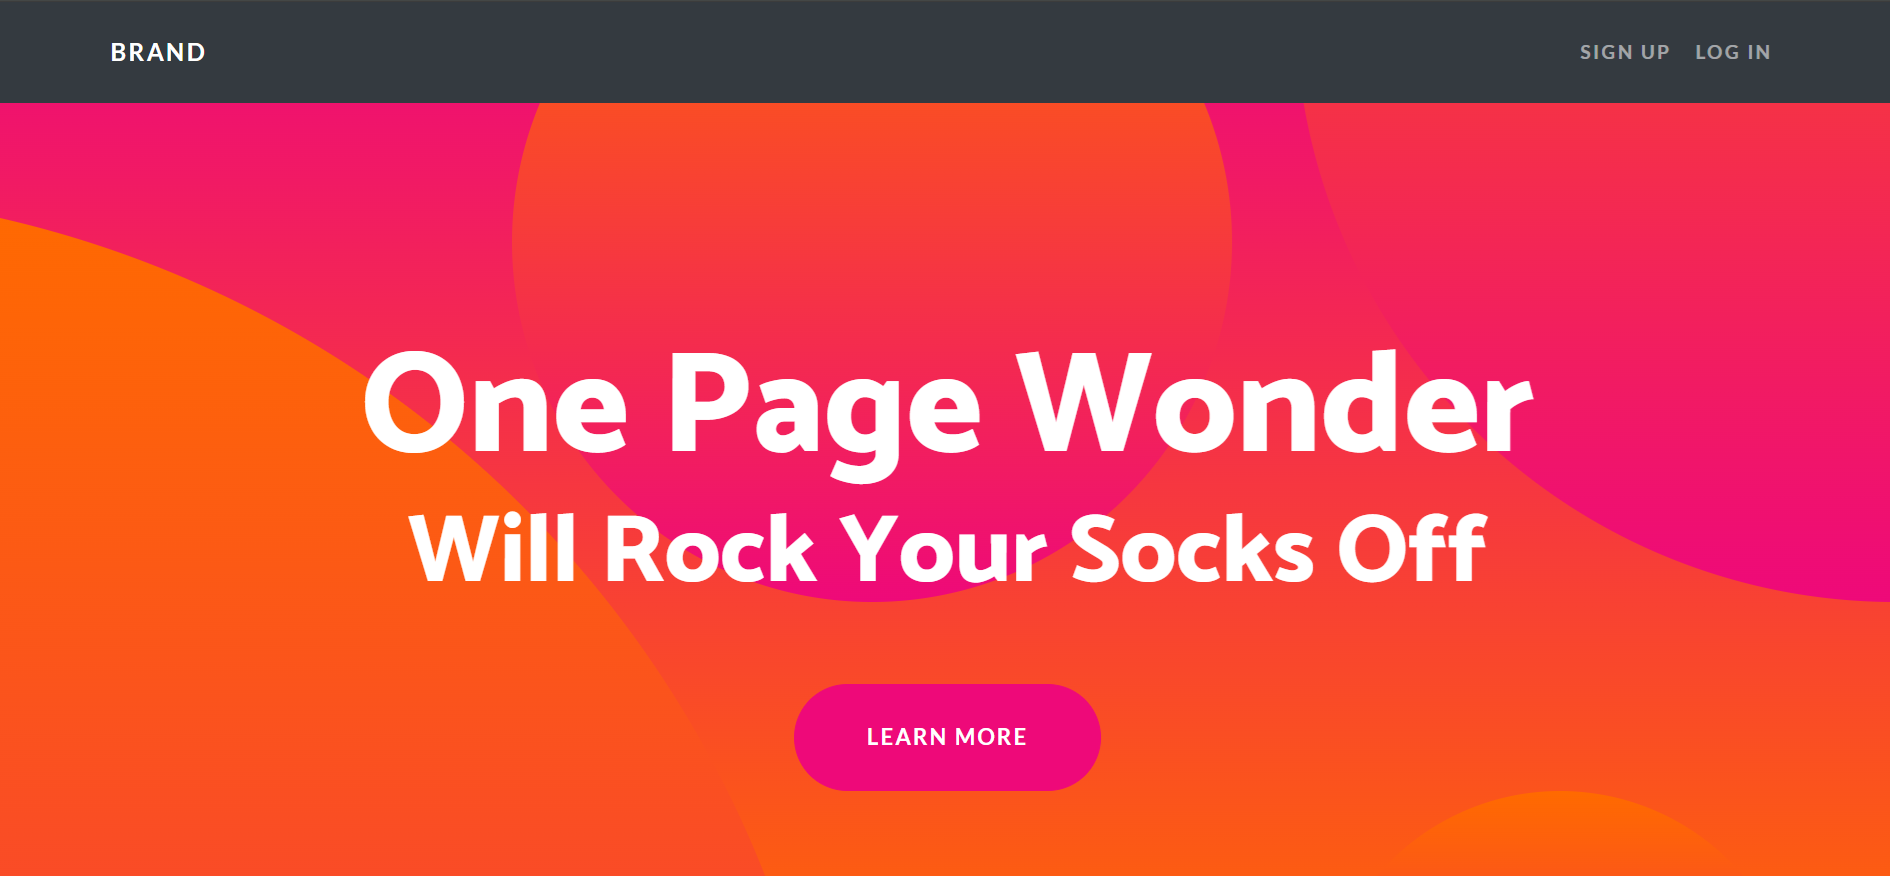 BRAND
SIGN UP
LOG IN
One Page Wonder
Will Rock Your Socks Off
LEARN MORE